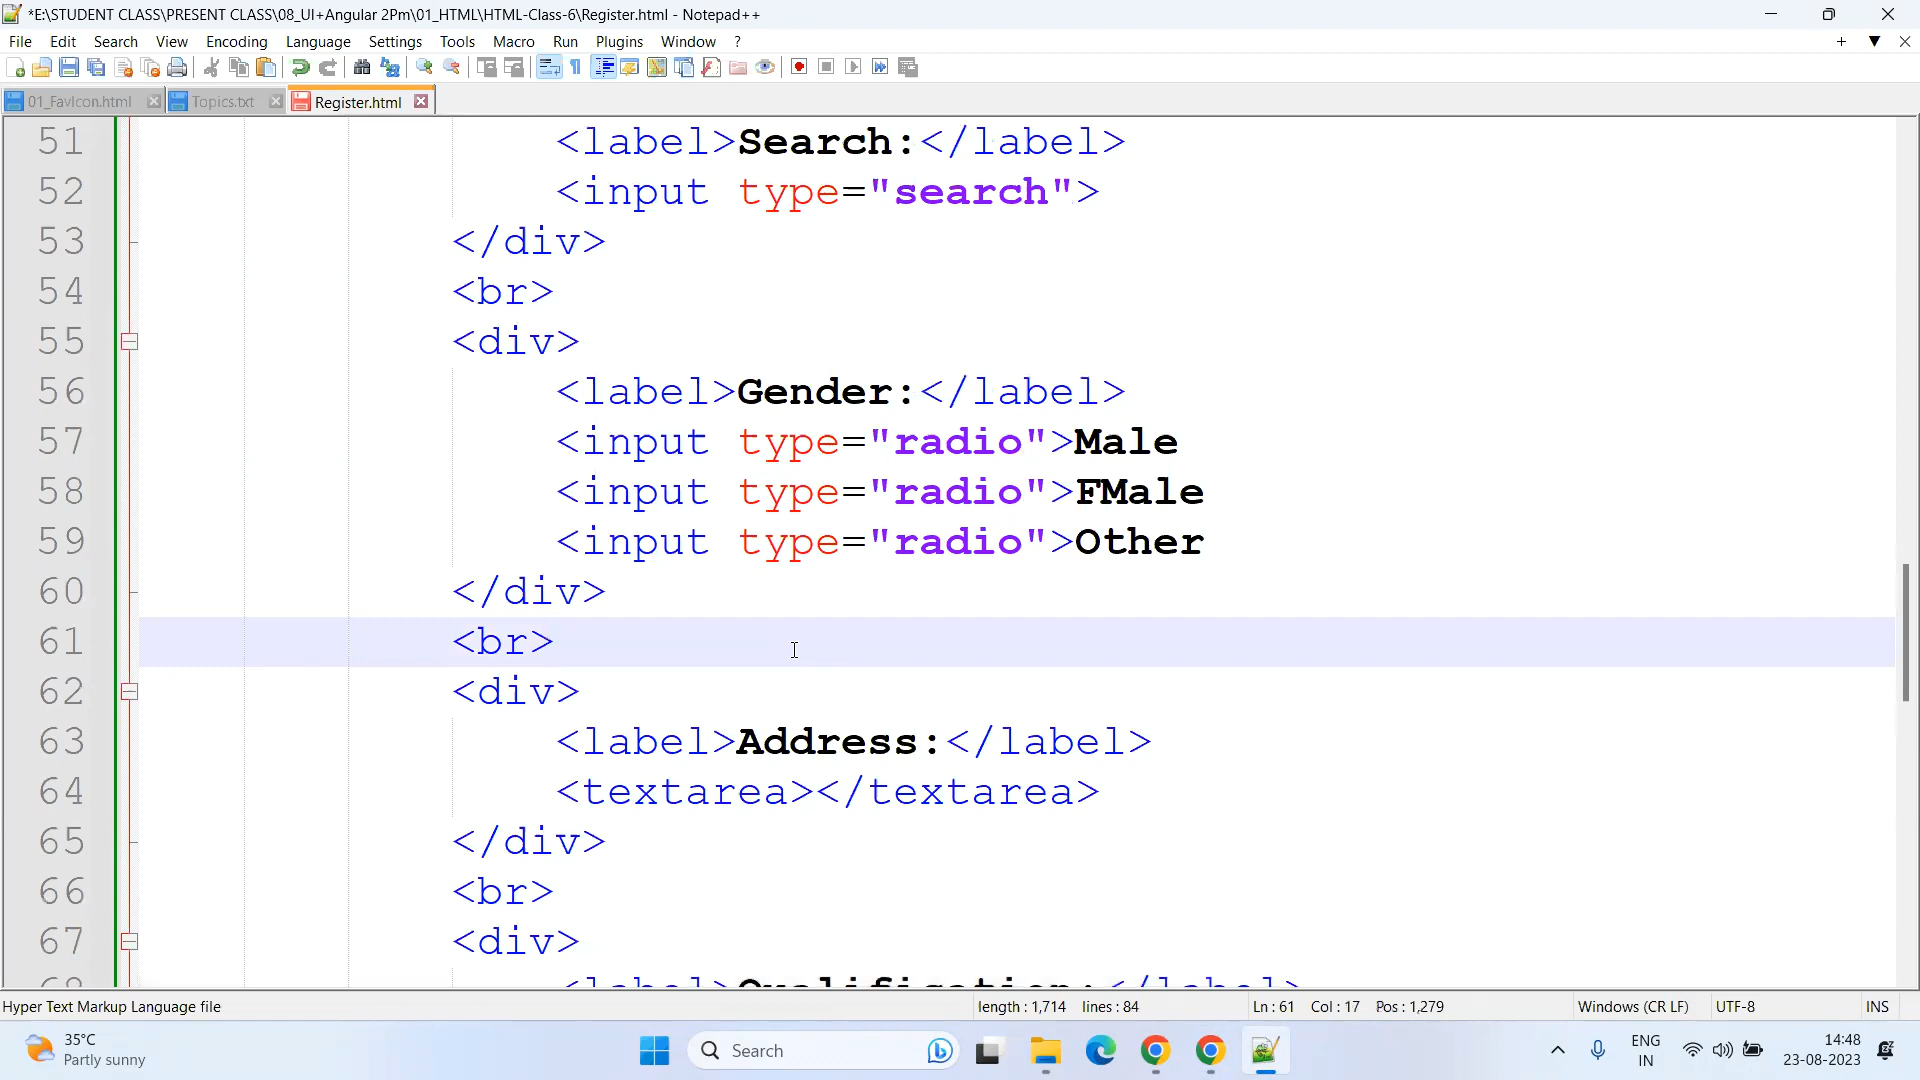 *E:\STUDENT CLASS\PRESENT CLASS\08_UI+Angular 2Pm\01_HTML\HTML-Class-6\Register.html - Notepad++
File Edit Search View Encoding Language Settings Tools Macro Run Plugins Window ?
01_FavIcon.html Topics.txt Register.html
51 <label>Search:</label>
52 <input type="search">
53 </div>
54 <br>
55 <div>
56 <label>Gender:</label>
57 <input type="radio">Male
58 <input type="radio">FMale
59 <input type="radio">Other
60 </div>
61 <br>
62 <div>
63 <label>Address:</label>
64 <textarea></textarea>
65 </div>
66 <br>
67 <div>
68 <label>Qualification:</label>
Hyper Text Markup Language file length : 1,714 lines : 84 Ln : 61 Col : 17 Pos : 1,279 Windows (CR LF) UTF-8 INS
35°C
Partly sunny
Search
ENG
IN
14:48
23-08-2023